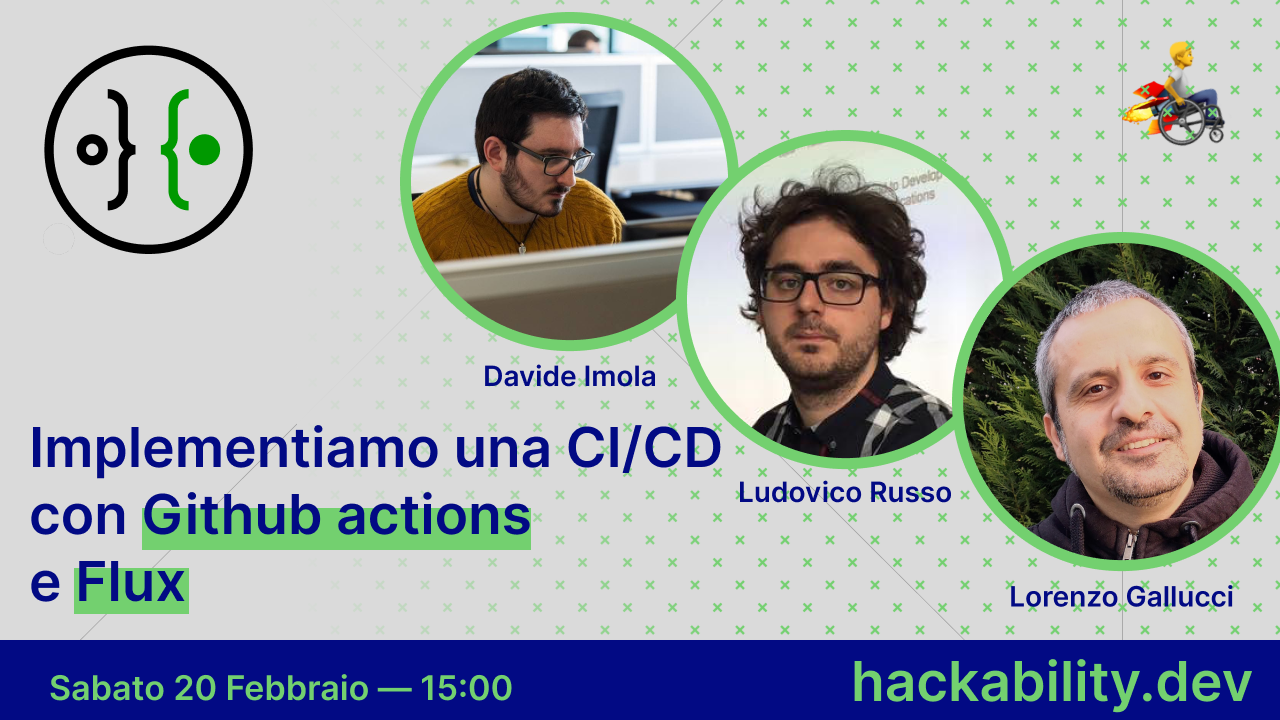 Davide Imola
Ludovico Russo
Lorenzo Gallucci
Implementiamo una CI/CD
con Github actions
e Flux
Sabato 20 Febbraio — 15:00
hackability.dev